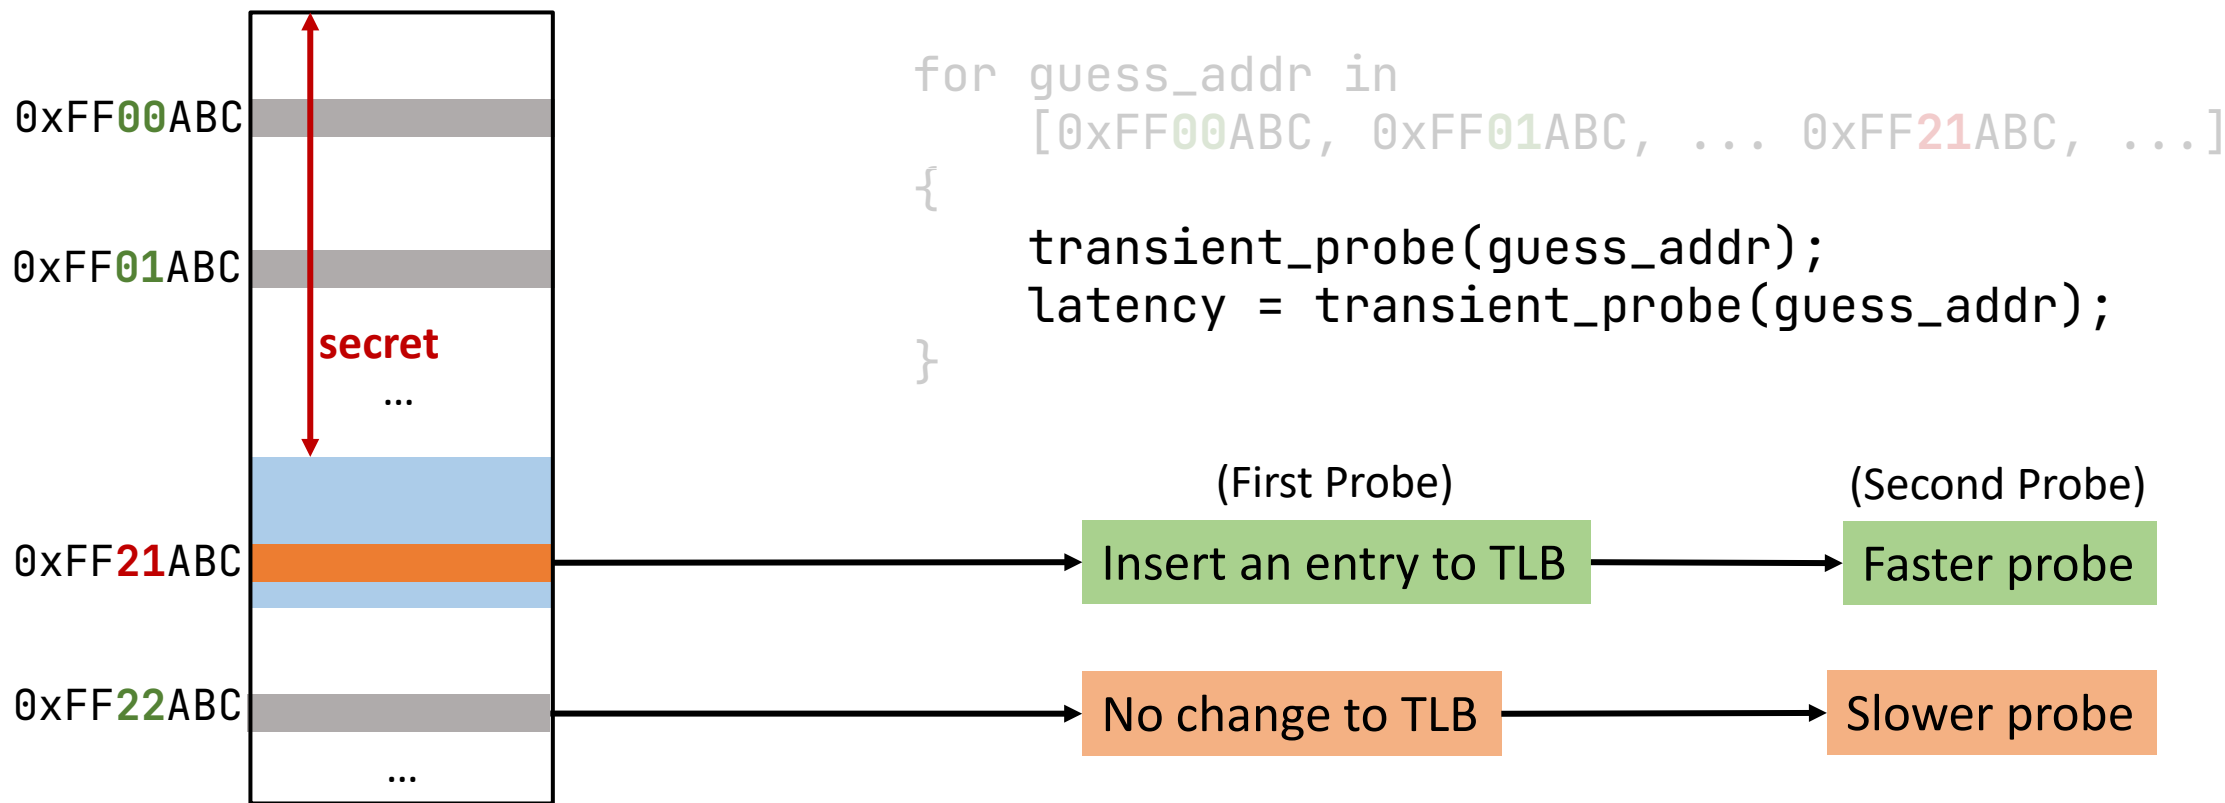 0xFF00ABC
0xFF01ABC
secret
...
0xFF21ABC
0xFF22ABC
...
for guess_addr in
[0xFF00ABC, 0xFF01ABC, ... 0xFF21ABC, ...]
{
transient_probe(guess_addr);
latency = transient_probe(guess_addr);
}
(First Probe)
(Second Probe)
Insert an entry to TLB
Faster probe
No change to TLB
Slower probe